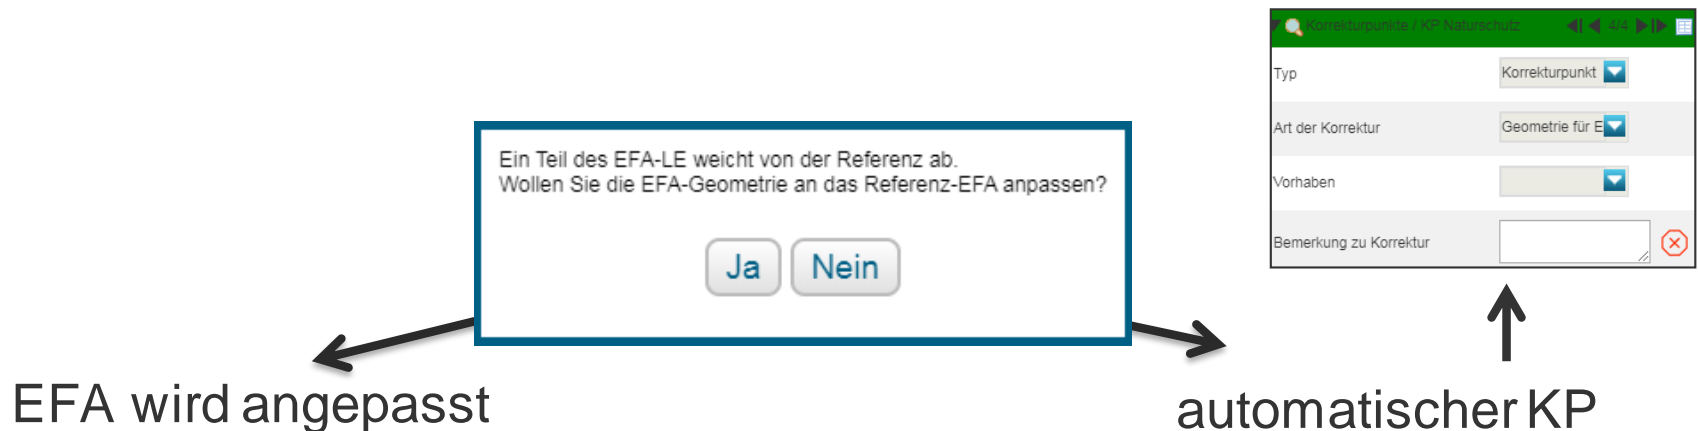 Korrekturpunkte / KP Naturschutz 4/4
Typ Korrekturpunkt
Art der Korrektur Geometrie für E
Vorhaben
Bemerkung zu Korrektur
Ein Teil des EFA-LE weicht von der Referenz ab.
Wollen Sie die EFA-Geometrie an das Referenz-EFA anpassen?
Ja Nein
EFA wird angepasst
automatischer KP